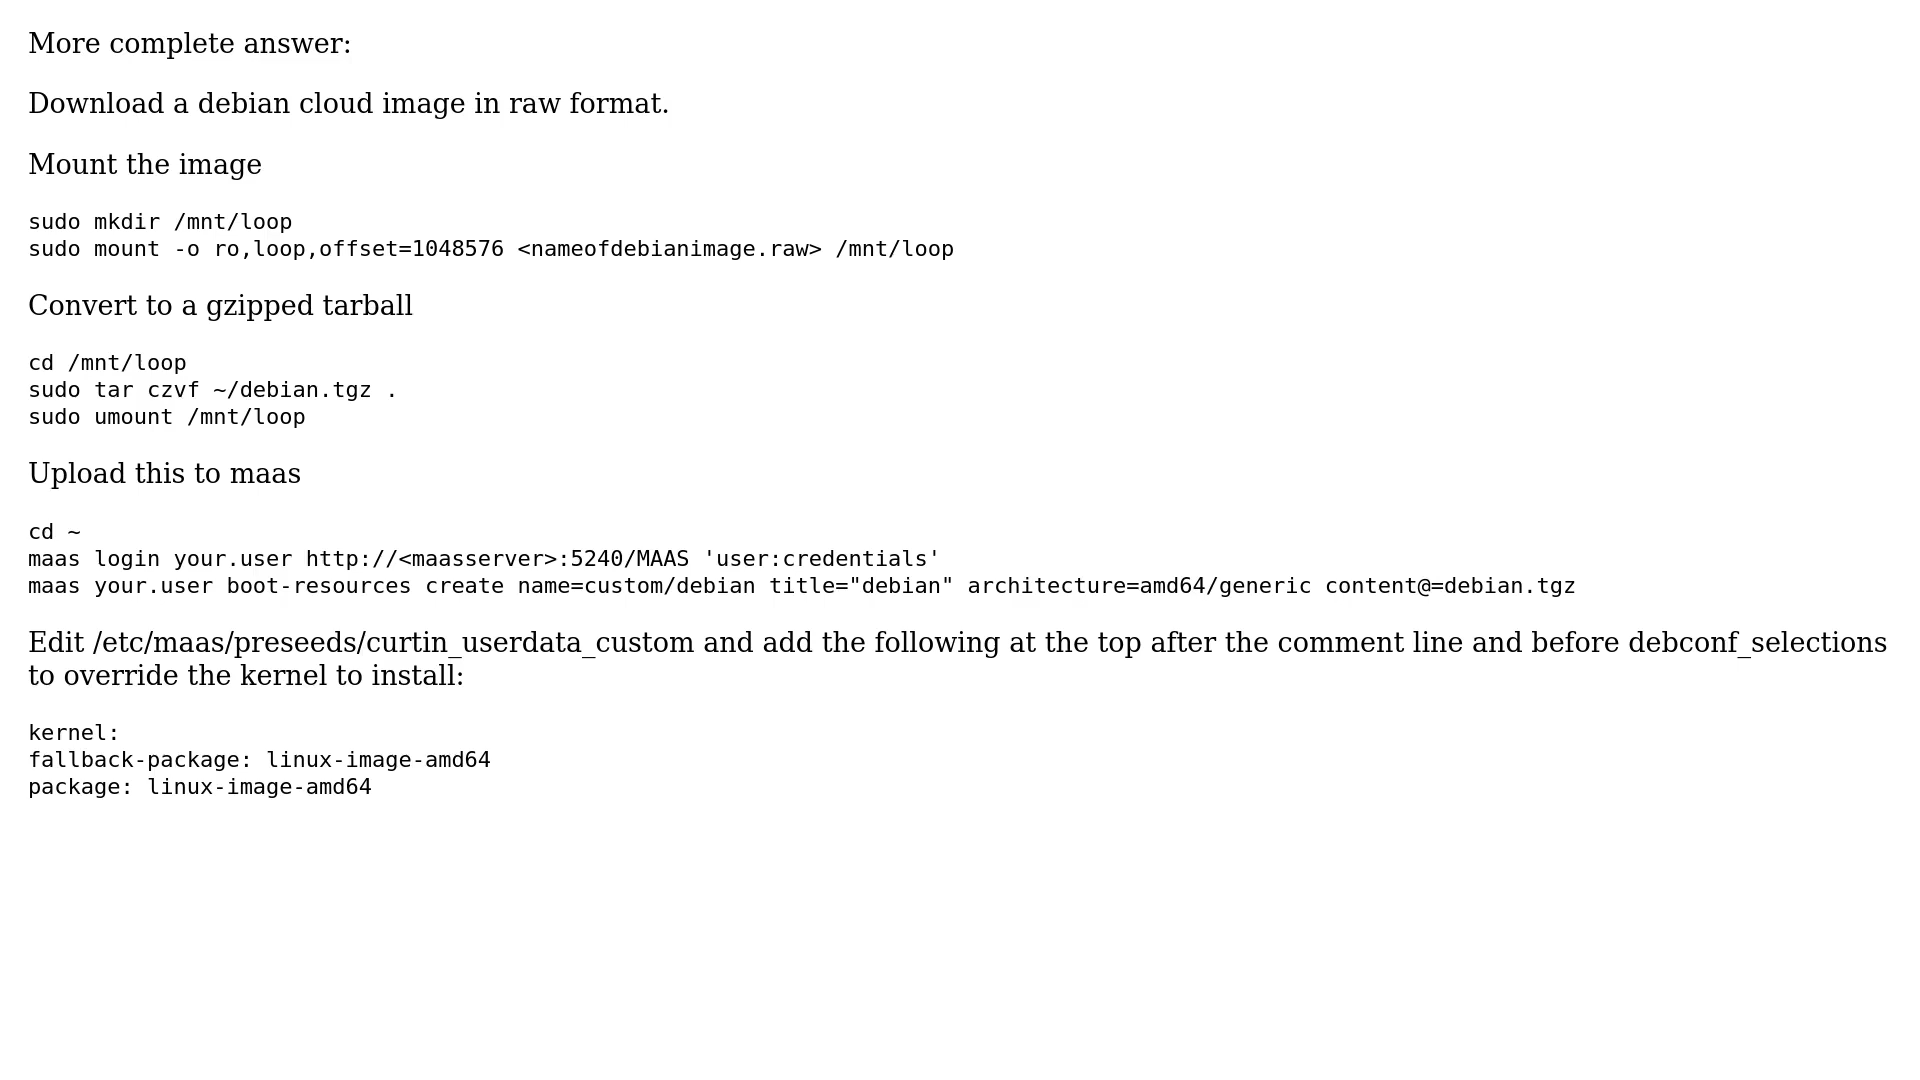 More complete answer:
Download a debian cloud image in raw format.
Mount the image
sudo mkdir /mnt/loop
sudo mount -o ro,loop,offset=1048576 <nameofdebianimage.raw> /mnt/loop
Convert to a gzipped tarball
cd /mnt/loop
sudo tar czvf ~/debian.tgz .
sudo umount /mnt/loop
Upload this to maas
cd ~
maas login your.user http://<maasserver>:5240/MAAS 'user:credentials'
maas your.user boot-resources create name=custom/debian title="debian" architecture=amd64/generic content@=debian.tgz
Edit /etc/maas/preseeds/curtin_userdata_custom and add the following at the top after the comment line and before debconf_selections
to override the kernel to install:
kernel:
fallback-package: linux-image-amd64
package: linux-image-amd64